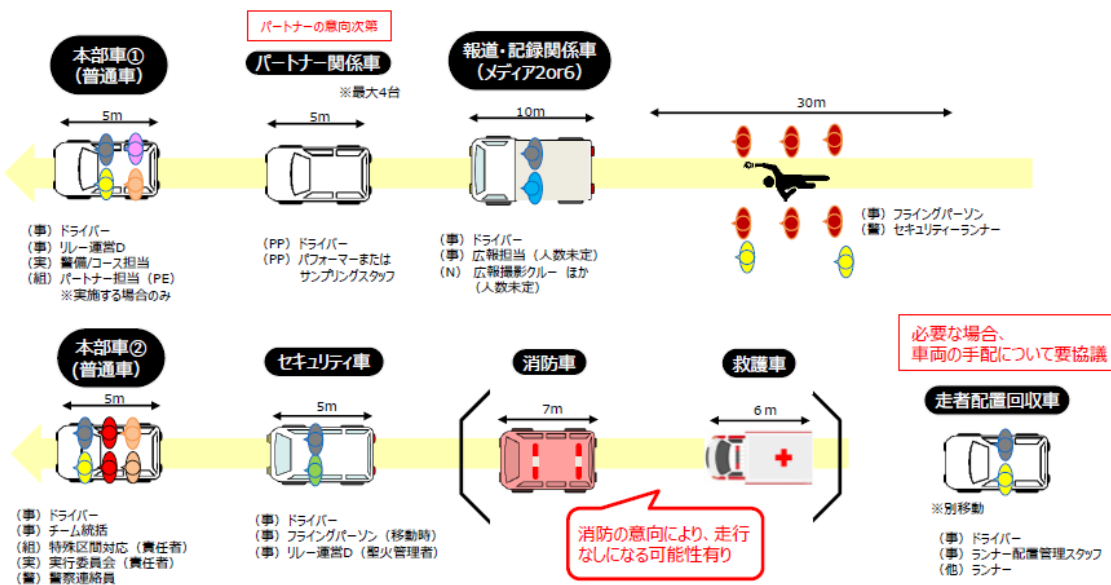 パートナーの意向次第
本部車①
(普通車)
パートナー関係車
報道・記録関係車
(メディア2or6)
※最大4台
5m
5m
10m
30m
(事) ドライバー
(事) リレー運営D
(実) 警備/コース担当
(組) パートナー担当 (PE)
※実施する場合のみ
(PP) ドライバー
(PP) パフォーマーまたは
サンプリングスタッフ
(事) ドライバー
(事) 広報担当 (人数未定)
(N) 広報撮影クルー ほか
(人数未定)
(事) フライングパーソン
(警) セキュリティーランナー
本部車②
(普通車)
セキュリティ車
消防車
救護車
必要な場合、
車両の手配について要協議
走者配置回収車
5m
5m
7m
6m
※別移動
(事) ドライバー
(事) チーム統括
(組) 特殊区間対応 (責任者)
(実) 実行委員会 (責任者)
(警) 警察連絡員
(事) ドライバー
(事) フライングパーソン (移動時)
(事) リレー運営D (聖火管理者)
消防の意向により、走行
なしになる可能性有り
(事) ドライバー
(事) ランナー配置管理スタッフ
(他) ランナー